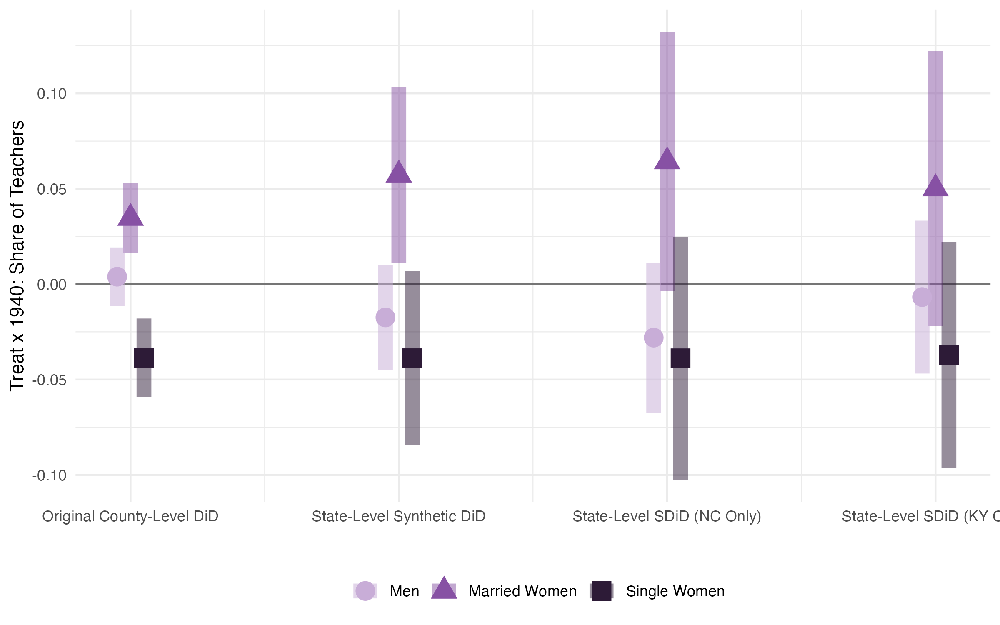 Treat x 1940: Share of Teachers
0.10
0.05
0.00
-0.05
-0.10
Original County-Level DiD
State-Level Synthetic DiD
State-Level SDiD (NC Only)
State-Level SDiD (KY
Men
Married Women
Single Women